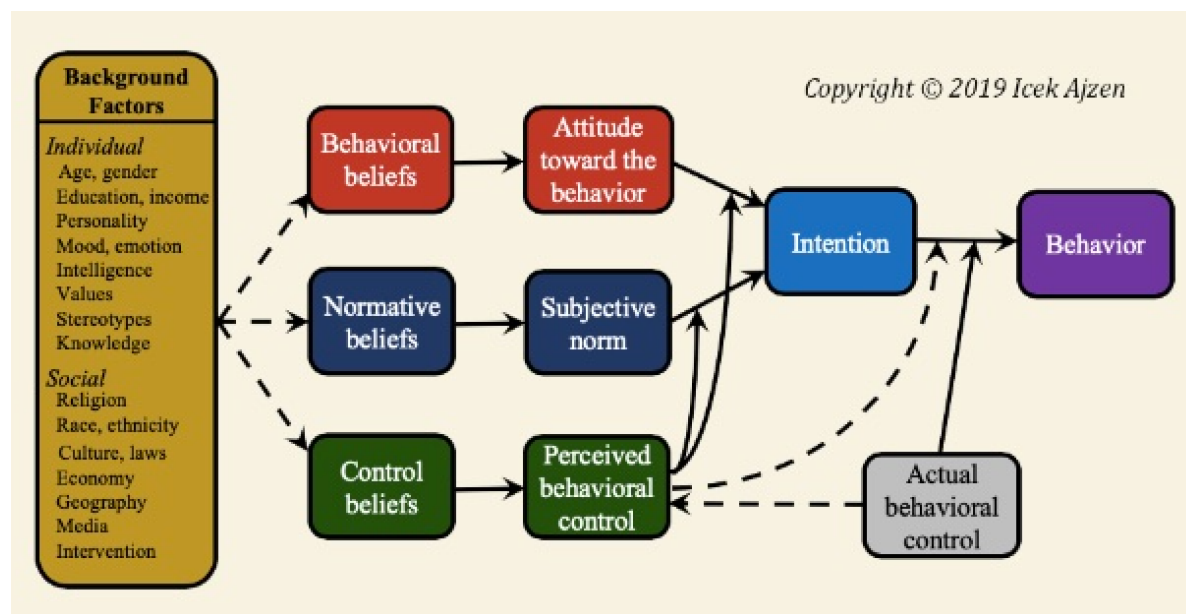 Background
Factors
Individual
Age, gender
Education, income
Personality
Mood, emotion
Intelligence
Values
Stereotypes
Knowledge
Social
Religion
Race, ethnicity
Culture, laws
Economy
Geography
Media
Intervention
Behavioral
beliefs
Normative
beliefs
Control
beliefs
Attitude
toward the
behavior
Subjective
norm
Perceived
behavioral
control
Copyright © 2019 Icek Ajzen
Intention
Behavior
Actual
behavioral
control